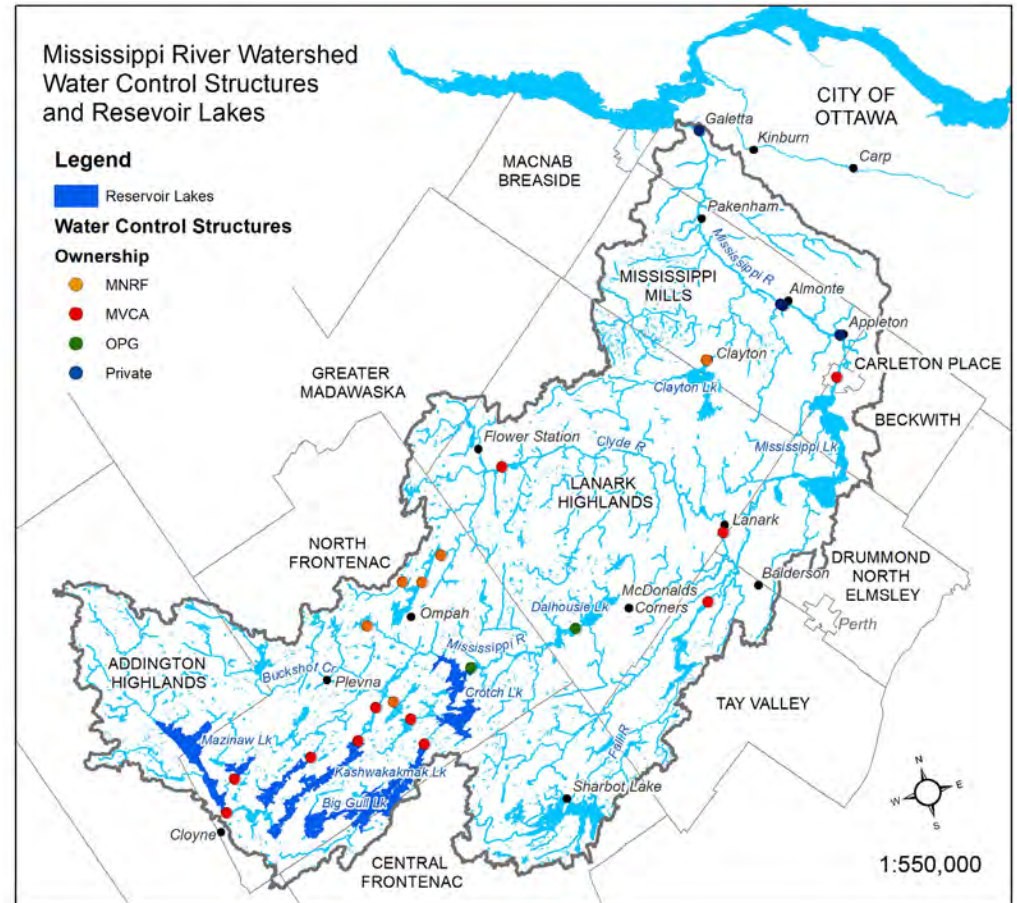 Mississippi River Watershed
Water Control Structures
and Resevoir Lakes
Legend
Reservoir Lakes
Water Control Structures
Ownership
MNRF
MVCA
OPG
Private
CITY OF
OTTAWA
Galetta
Kinburn
Carp
MACNAB
BREASIDE
Pakenham
Mississippi R
MISSISSIPPI
MILLS
Almonte
Appleton
Clayton
CARLETON PLACE
Clayton Lk
GREATER
MADAWASKA
BECKWITH
Flower Station
Clyde R
Mississippi Lk
LANARK
HIGHLANDS
Lanark
NORTH
FRONTENAC
DRUMMOND
NORTH
ELMSLEY
Balderson
McDonalds
Corners
Dalhousie Lk
Ompah
Perth
Mississippi R
ADDINGTON
HIGHLANDS
Buckshot Cr
Plevna
Crotch Lk
TAY VALLEY
Mazinaw Lk
Fall R
Kashwakakmak Lk
Big Gull Lk
Sharbot Lake
N
W
E
S
Cloyne
CENTRAL
FRONTENAC
1:550,000